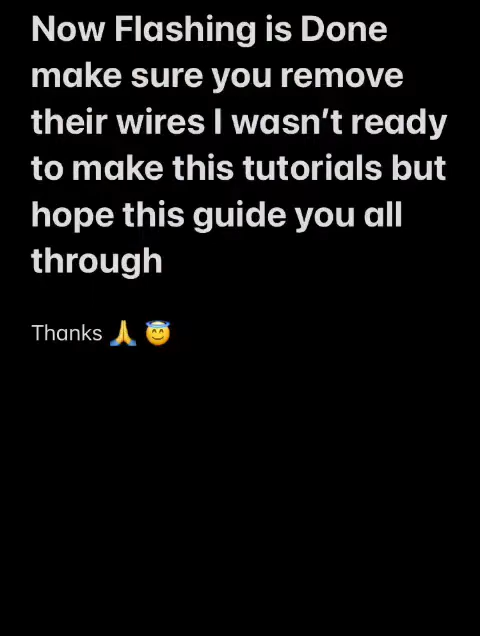 Now Flashing is Done
make sure you remove
their wires I wasn't ready
to make this tutorials but
hope this guide you all
through
Thanks 🙏 😇